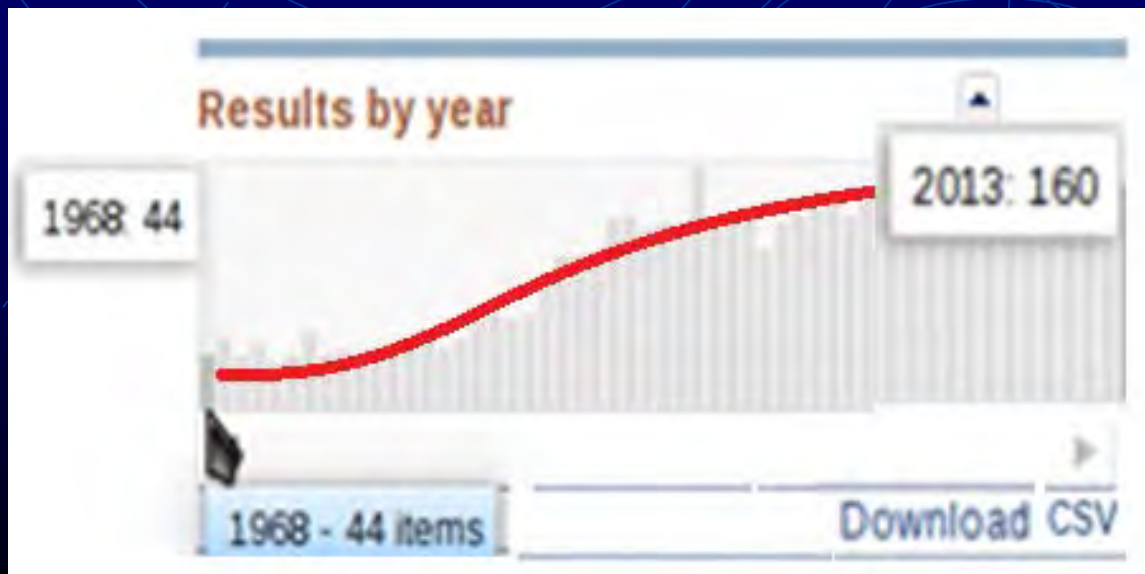 Results by year
2013: 160
1968: 44
1968 - 44 items
Download CSV